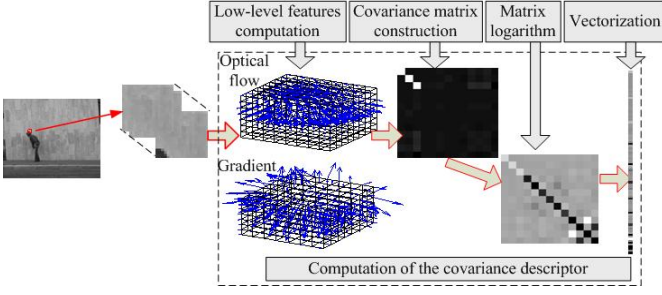 Low-level features
computation
Covariance matrix
construction
Matrix
logarithm
Vectorization
Optical
flow
Gradient
Computation of the covariance descriptor